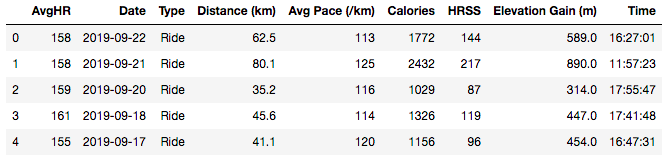 AvgHR Date Type Distance (km) Avg Pace (/km) Calories HRSS Elevation Gain (m) Time
0 158 2019-09-22 Ride 62.5 113 1772 144 589.0 16:27:01
1 158 2019-09-21 Ride 80.1 125 2432 217 890.0 11:57:23
2 159 2019-09-20 Ride 35.2 116 1029 87 314.0 17:55:47
3 161 2019-09-18 Ride 45.6 114 1326 119 447.0 17:41:48
4 155 2019-09-17 Ride 41.1 120 1156 96 454.0 16:47:31